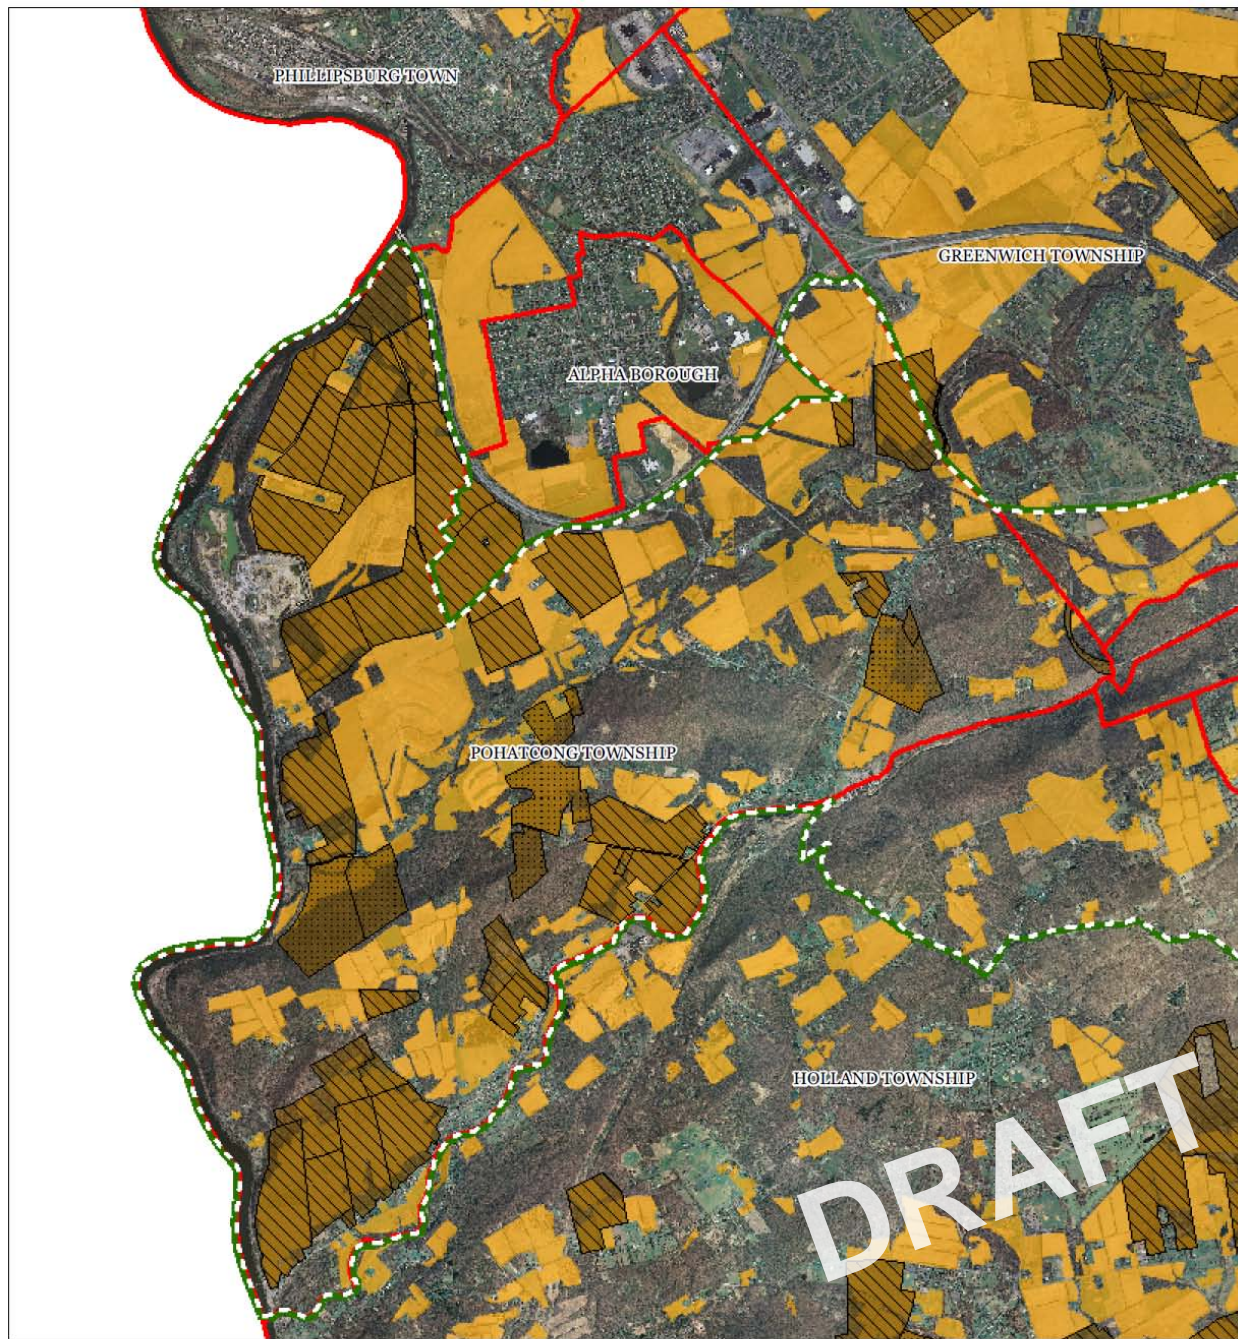 PHILLIPSBURG TOWN
GREENWICH TOWNSHIP
ALPHA BOROUGH
POHATCONG TOWNSHIP
HOLLAND TOWNSHIP
DRAFT